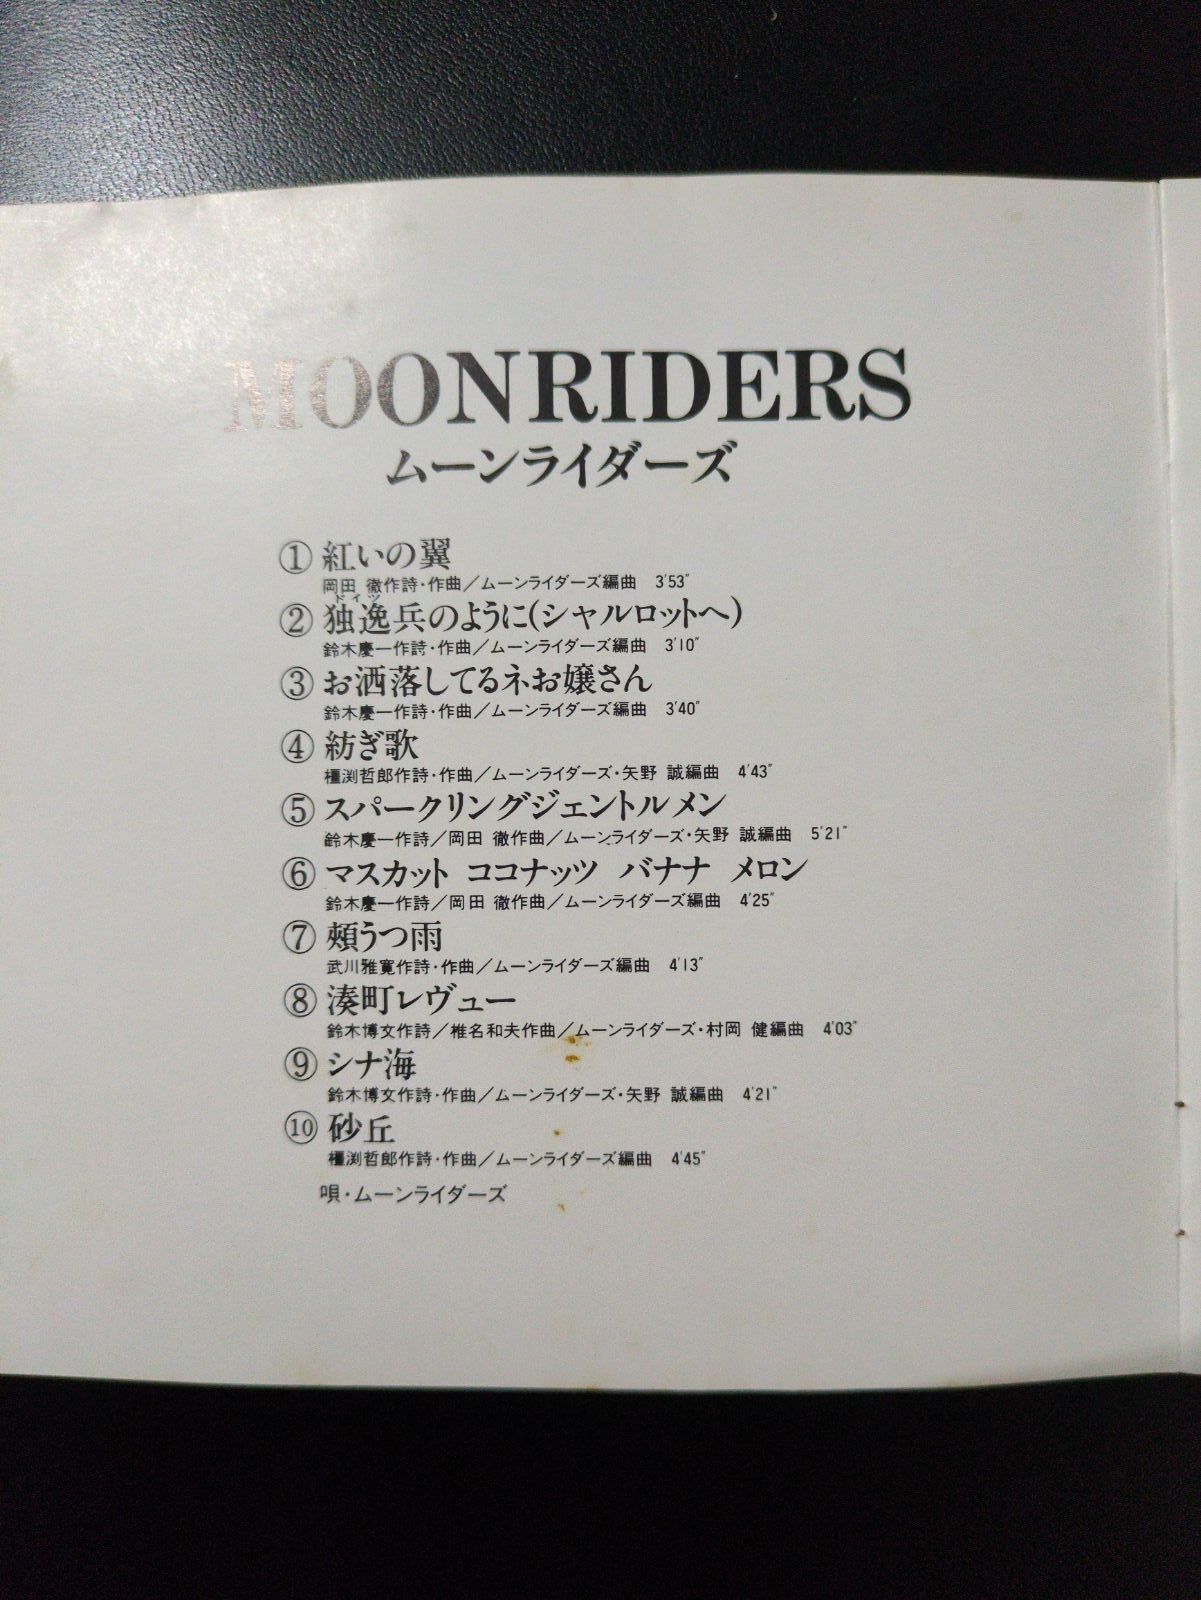 MOONRIDERS
ムーンライダーズ
① 紅いの翼
岡田 徹作詩・作曲／ムーンライダーズ編曲 3'53"
ドイツ
② 独逸兵のように(シャルロットへ)
鈴木慶一作詩・作曲／ムーンライダーズ編曲 3'10"
③ お洒落してるネお嬢さん
鈴木慶一作詩・作曲／ムーンライダーズ編曲 3'40"
④ 紡ぎ歌
橿渕哲郎作詩・作曲／ムーンライダーズ・矢野 誠編曲 4'43"
⑤ スパークリングジェントルメン
鈴木慶一作詩／岡田 徹作曲／ムーンライダーズ・矢野 誠編曲 5'21"
⑥ マスカット ココナッツ バナナ メロン
鈴木慶一作詩／岡田 徹作曲／ムーンライダーズ編曲 4'25"
⑦ 頬うつ雨
武川雅寛作詩・作曲／ムーンライダーズ編曲 4'13"
⑧ 湊町レヴュー
鈴木博文作詩／椎名和夫作曲／ムーンライダーズ・村岡 健編曲 4'03"
⑨ シナ海
鈴木博文作詩・作曲／ムーンライダーズ・矢野 誠編曲 4'21"
⑩ 砂丘
橿渕哲郎作詩・作曲／ムーンライダーズ編曲 4'45"
唄・ムーンライダーズ